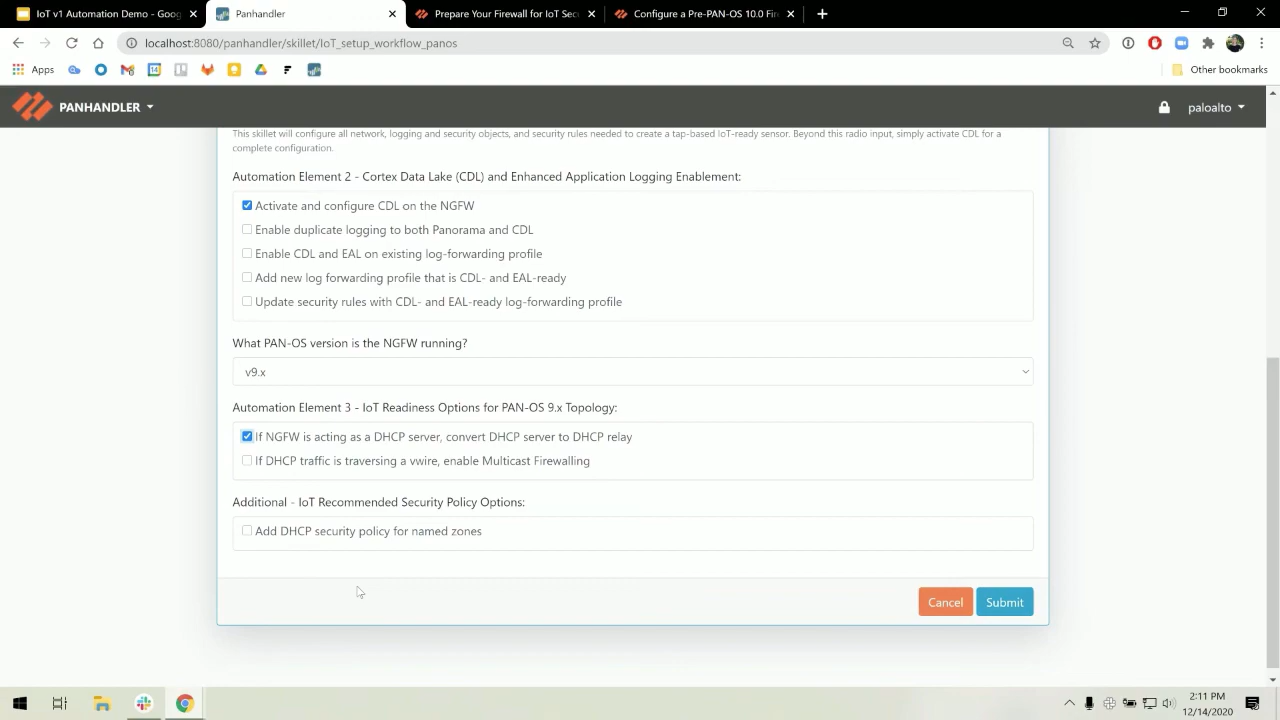 IoT v1 Automation Demo - Goog
Panhandler
Prepare Your Firewall for IoT Sec
Configure a Pre-PAN-OS 10.0 Fire
localhost:8080/panhandler/skillet/IoT_setup_workflow_panos
Apps
Other bookmarks
PANHANDLER
paloalto
This skillet will configure all network, logging and security objects, and security rules needed to create a tap-based IoT-ready sensor. Beyond this radio input, simply activate CDL for a
complete configuration.
Automation Element 2 - Cortex Data Lake (CDL) and Enhanced Application Logging Enablement:
Activate and configure CDL on the NGFW
Enable duplicate logging to both Panorama and CDL
Enable CDL and EAL on existing log-forwarding profile
Add new log forwarding profile that is CDL- and EAL-ready
Update security rules with CDL- and EAL-ready log-forwarding profile
What PAN-OS version is the NGFW running?
v9.x
Automation Element 3 - IoT Readiness Options for PAN-OS 9.x Topology:
If NGFW is acting as a DHCP server, convert DHCP server to DHCP relay
If DHCP traffic is traversing a vwire, enable Multicast Firewalling
Additional - IoT Recommended Security Policy Options:
Add DHCP security policy for named zones
Cancel
Submit
2:11 PM
12/14/2020